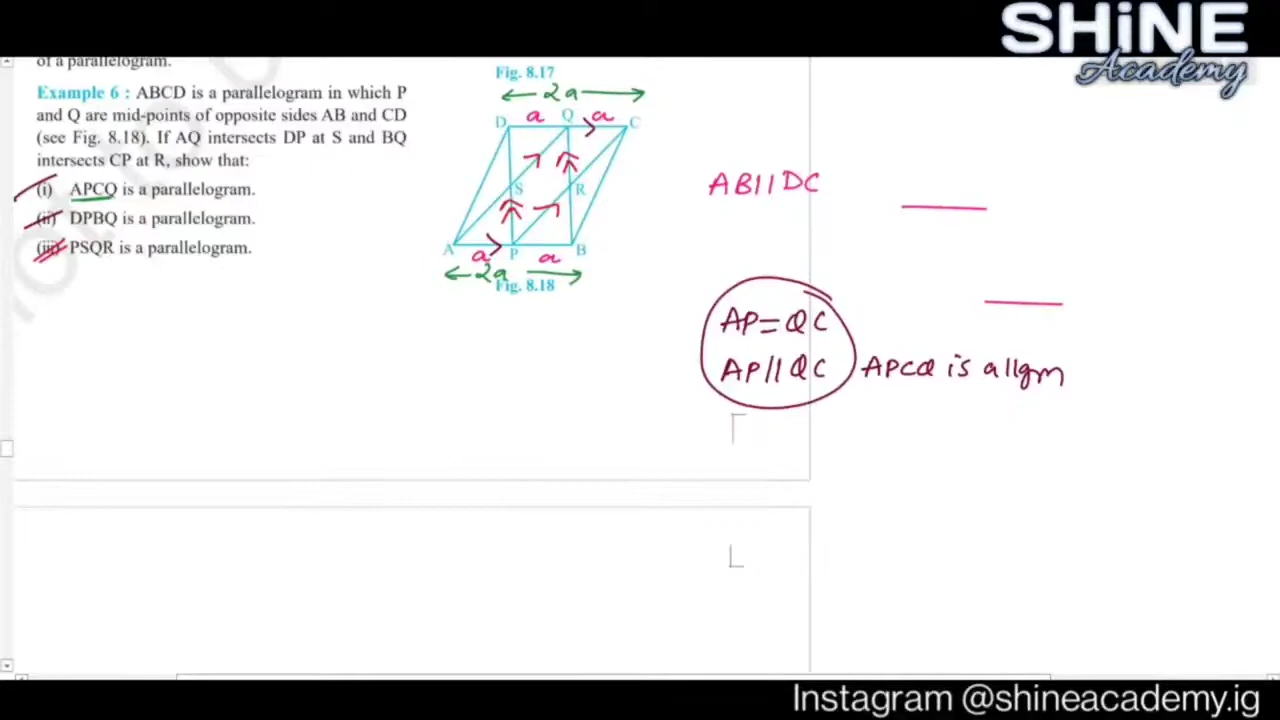 SHiNE
Academy
of a parallelogram.
Example 6 : ABCD is a parallelogram in which P
and Q are mid-points of opposite sides AB and CD
(see Fig. 8.18). If AQ intersects DP at S and BQ
intersects CP at R, show that:
(i) APCQ is a parallelogram.
(ii) DPBQ is a parallelogram.
(iii) PSQR is a parallelogram.
Fig. 8.17
2a
a a
D Q C
S R
A P B
a a
2a
Fig. 8.18
AB||DC
AP=QC
AP||QC APCQ is a ||gm
Instagram @shineacademy.ig